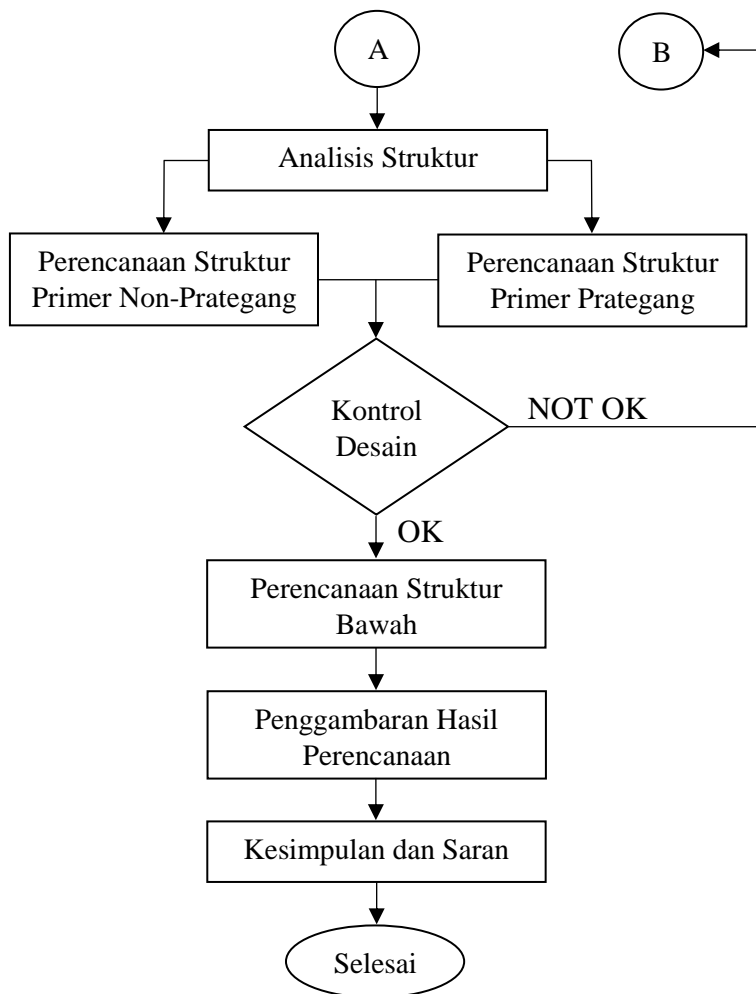 A
B
Analisis Struktur
Perencanaan Struktur
Primer Non-Prategang
Perencanaan Struktur
Primer Prategang
Kontrol
Desain
NOT OK
OK
Perencanaan Struktur
Bawah
Penggambaran Hasil
Perencanaan
Kesimpulan dan Saran
Selesai